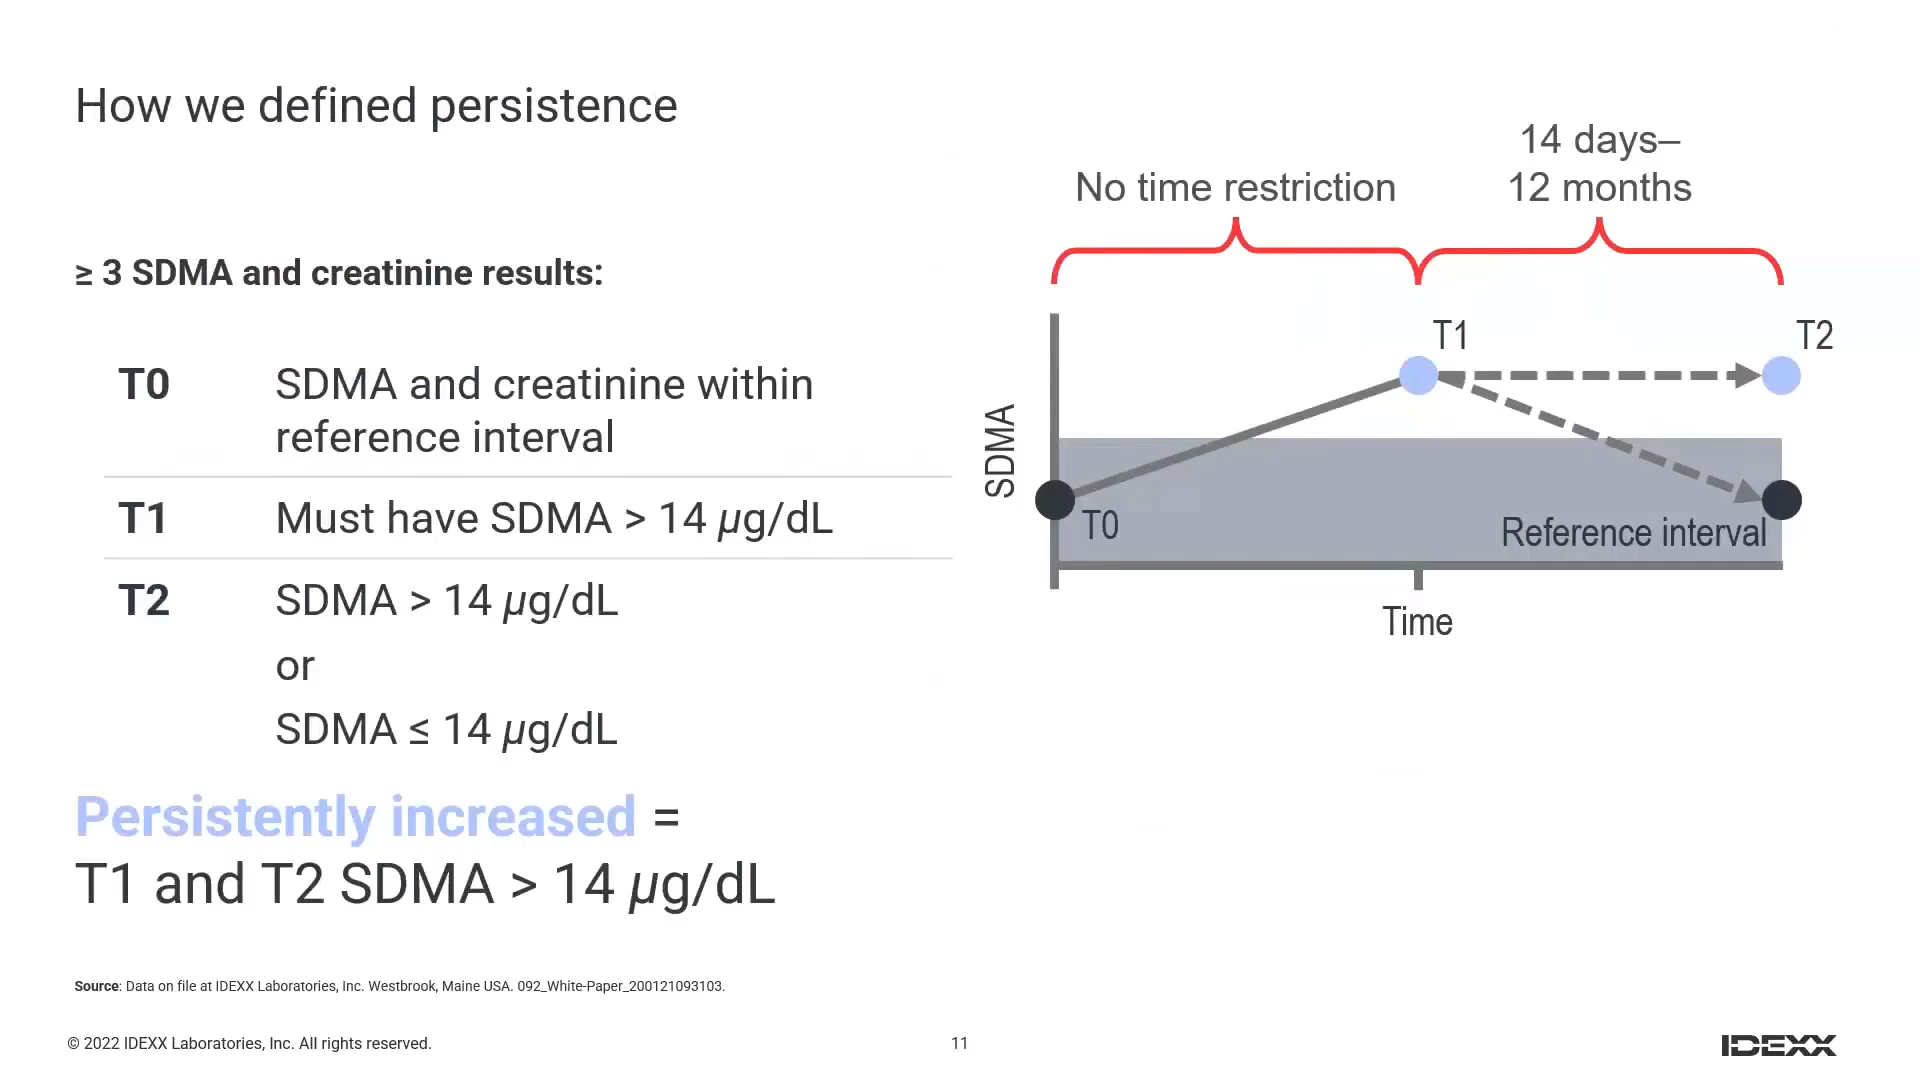 How we defined persistence
≥ 3 SDMA and creatinine results:
T0 SDMA and creatinine within
reference interval
T1 Must have SDMA > 14 µg/dL
T2 SDMA > 14 µg/dL
or
SDMA ≤ 14 µg/dL
Persistently increased =
T1 and T2 SDMA > 14 µg/dL
No time restriction
14 days–
12 months
T1
T2
SDMA
T0
Reference interval
Time
Source: Data on file at IDEXX Laboratories, Inc. Westbrook, Maine USA. 092_White-Paper_200121093103.
© 2022 IDEXX Laboratories, Inc. All rights reserved.
11
IDEXX